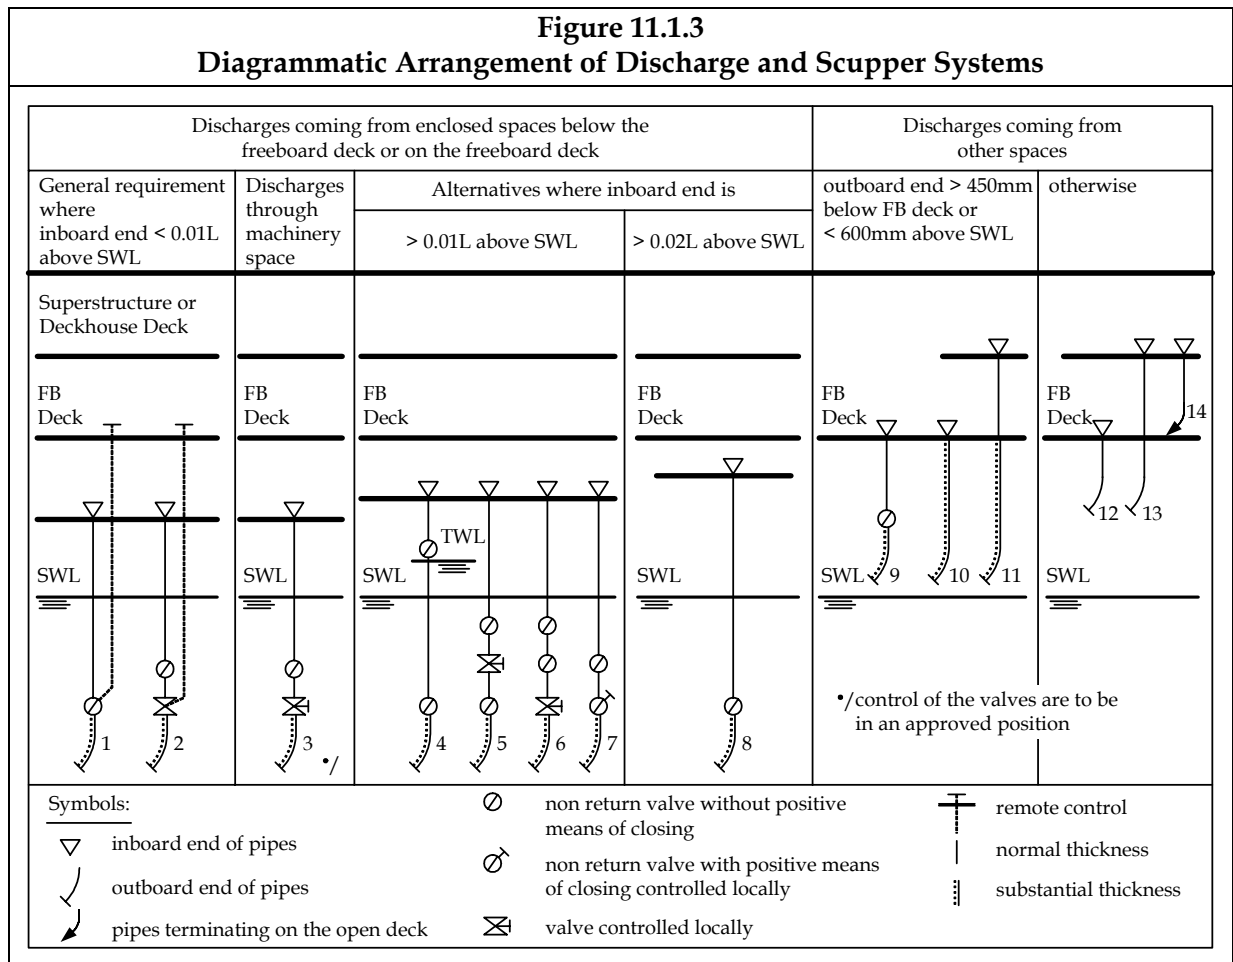 Figure 11.1.3
Diagrammatic Arrangement of Discharge and Scupper Systems
Discharges coming from enclosed spaces below the
freeboard deck or on the freeboard deck
Discharges coming from
other spaces
General requirement
where
inboard end < 0.01L
above SWL
Discharges
through
machinery
space
Alternatives where inboard end is
> 0.01L above SWL
> 0.02L above SWL
outboard end > 450mm
below FB deck or
< 600mm above SWL
otherwise
Superstructure or
Deckhouse Deck
FB
Deck
SWL
1
2
FB
Deck
SWL
3
•/
FB
Deck
TWL
SWL
4
5
6
7
FB
Deck
SWL
8
FB
Deck
SWL
9
10
11
FB
Deck
14
12
13
SWL
•/control of the valves are to be
in an approved position
Symbols:
inboard end of pipes
outboard end of pipes
pipes terminating on the open deck
non return valve without positive
means of closing
non return valve with positive means
of closing controlled locally
valve controlled locally
remote control
normal thickness
substantial thickness